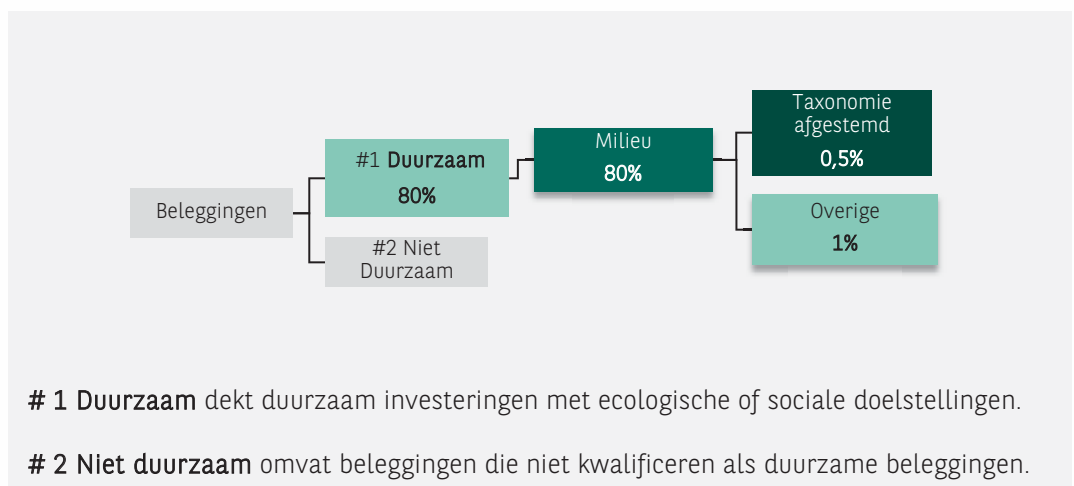 Beleggingen
#1 Duurzaam
80%
#2 Niet
Duurzaam
Milieu
80%
Taxonomie
afgestemd
0,5%
Overige
1%
# 1 Duurzaam dekt duurzaam investeringen met ecologische of sociale doelstellingen.
# 2 Niet duurzaam omvat beleggingen die niet kwalificeren als duurzame beleggingen.